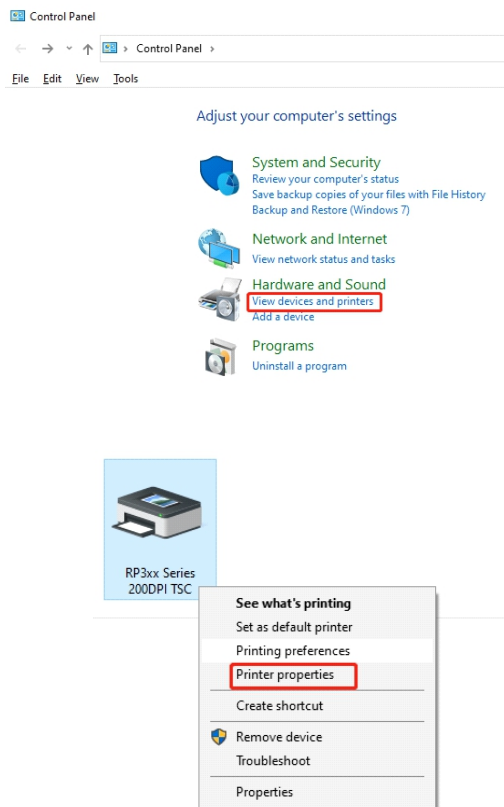 Control Panel
Control Panel
File Edit View Tools
Adjust your computer's settings
System and Security
Review your computer's status
Save backup copies of your files with File History
Backup and Restore (Windows 7)
Network and Internet
View network status and tasks
Hardware and Sound
View devices and printers
Add a device
Programs
Uninstall a program
RP3xx Series
200DPI TSC
See what's printing
Set as default printer
Printing preferences
Printer properties
Create shortcut
Remove device
Troubleshoot
Properties